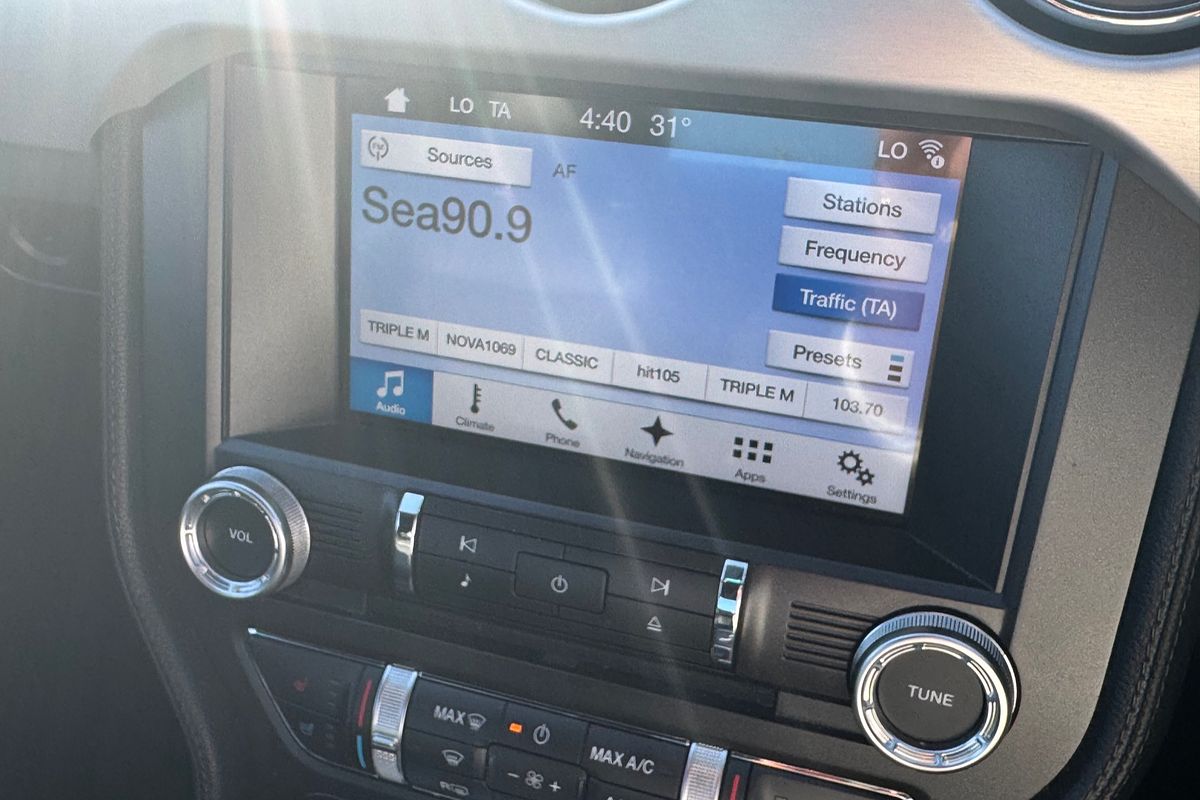 LO TA 4:40 31° LO
FM Sources AF
Sea90.9
Stations
Frequency
Traffic (TA)
Presets
TRIPLE M NOVA1069 CLASSIC hit105 TRIPLE M 103.70
Audio Climate Phone Navigation Apps Settings
VOL
TUNE
MAX
MAX A/C